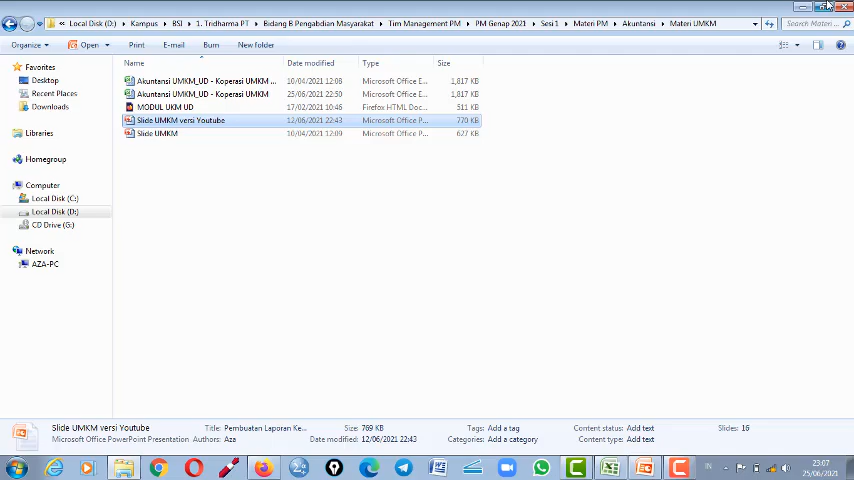 Local Disk (D:) Kampus BSI 1. Tridharma PT Bidang B Pengabdian Masyarakat Tim Management PM PM Genap 2021 Sesi 1 Materi PM Akuntansi Materi UMKM Search Materi ...
Organize Open Print E-mail Burn New folder
Name Date modified Type Size
Favorites
Desktop
Recent Places
Downloads
Libraries
Homegroup
Computer
Local Disk (C:)
Local Disk (D:)
CD Drive (G:)
Network
AZA-PC
Akuntansi UMKM_UD - Koperasi UMKM ... 10/04/2021 12:08 Microsoft Office E... 1,817 KB
Akuntansi UMKM_UD - Koperasi UMKM 25/06/2021 22:50 Microsoft Office E... 1,817 KB
MODUL UKM UD 17/02/2021 10:46 Firefox HTML Doc... 511 KB
Slide UMKM versi Youtube 12/06/2021 22:43 Microsoft Office P... 770 KB
Slide UMKM 10/04/2021 12:09 Microsoft Office P... 627 KB
Slide UMKM versi Youtube Title: Pembuatan Laporan Ke... Size: 769 KB Tags: Add a tag Content status: Add text Slides: 16
Microsoft Office PowerPoint Presentation Authors: Aza Date modified: 12/06/2021 22:43 Categories: Add a category Content type: Add text
IN 23:07
25/06/2021